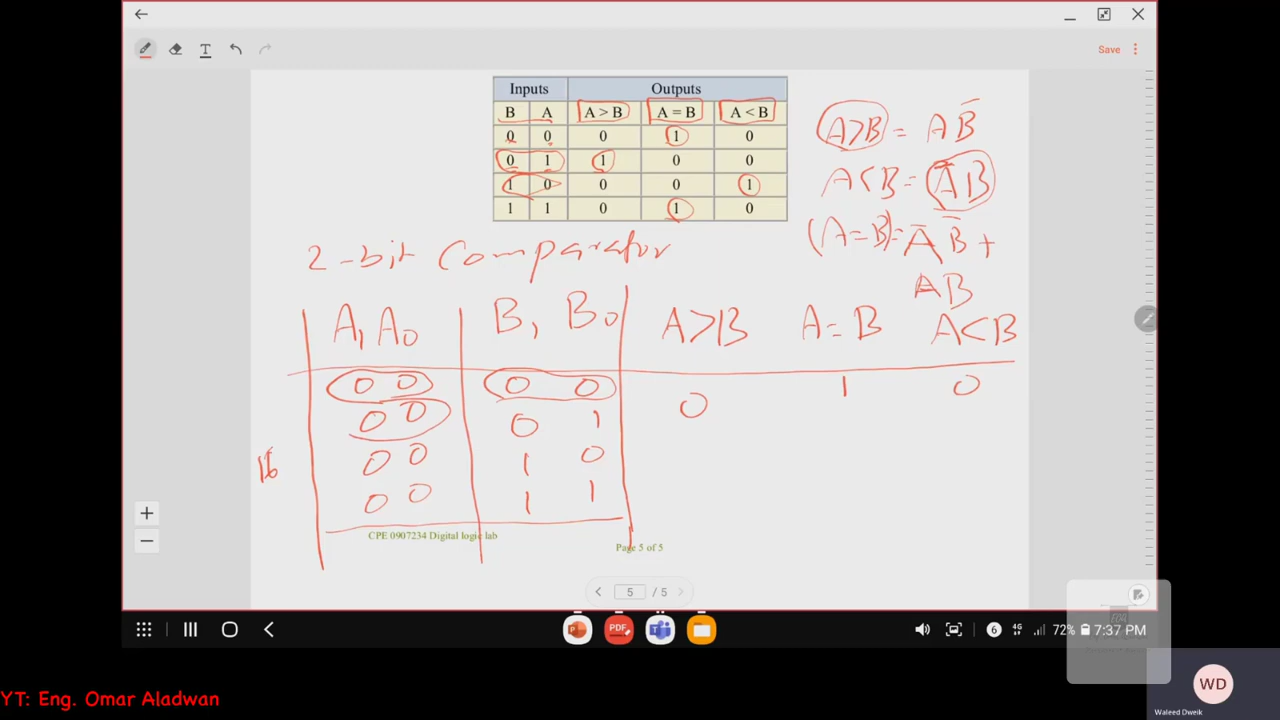 Save
Inputs Outputs
B A A > B A = B A < B
0 0 0 1 0
0 1 1 0 0
1 0 0 0 1
1 1 0 1 0
A>B = A B̅
A<B = A̅ B
(A=B)= A̅ B̅ +
AB
2-bit Comparator
A₁ A₀ B₁ B₀ A>B A=B A<B
0 0 0 0 0 1 0
0 0 0 1
0 0 1 0
0 0 1 1
16
CPE 0907234 Digital logic lab
Page 5 of 5
5 / 5
PDF
6 4G 72% 7:37 PM
WD
Waleed Dweik
YT: Eng. Omar Aladwan